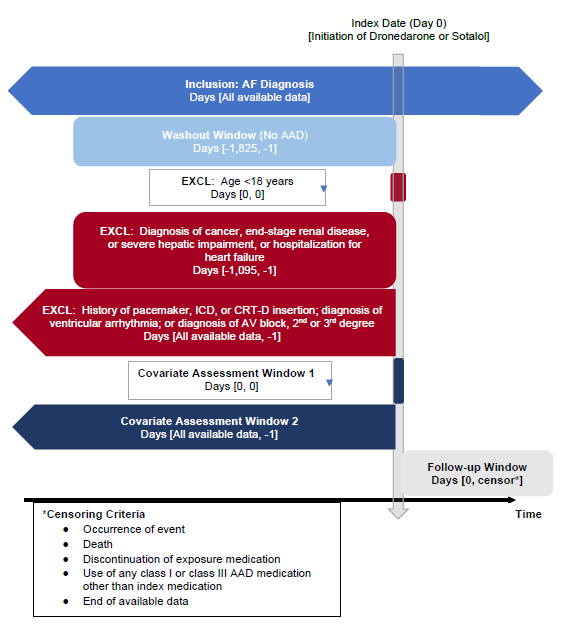 Index Date (Day 0)
[Initiation of Dronedarone or Sotalol]
Inclusion: AF Diagnosis
Days [All available data]
Washout Window (No AAD)
Days [-1,825, -1]
EXCL:  Age <18 years
Days [0, 0]
EXCL:  Diagnosis of cancer, end-stage renal disease,
or severe hepatic impairment, or hospitalization for
heart failure
Days [-1,095, -1]
EXCL:  History of pacemaker, ICD, or CRT-D insertion; diagnosis of
ventricular arrhythmia; or diagnosis of AV block, 2nd or 3rd degree
Days [All available data, -1]
Covariate Assessment Window 1
Days [0, 0]
Covariate Assessment Window 2
Days [All available data, -1]
Follow-up Window
Days [0, censor*]
Time
*Censoring Criteria
● Occurrence of event
● Death
● Discontinuation of exposure medication
● Use of any class I or class III AAD medication
other than index medication
● End of available data